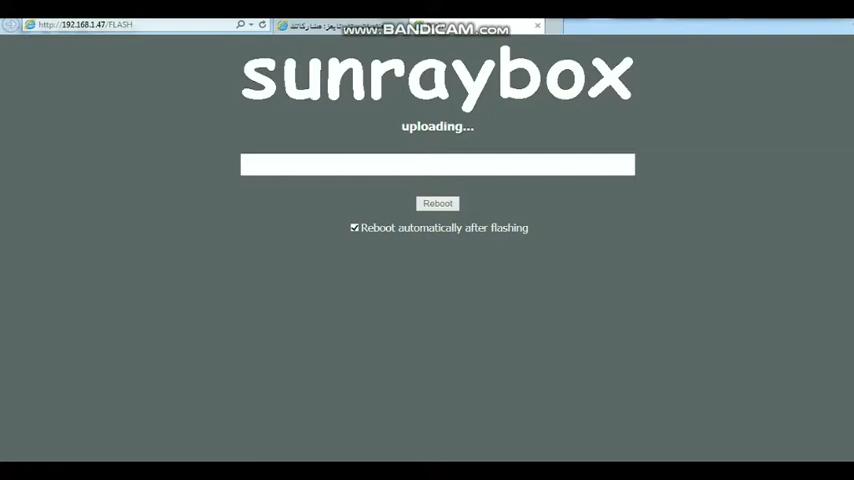 http://192.168.1.47/FLASH
www.BANDICAM.com
sunraybox
uploading...
Reboot
Reboot automatically after flashing